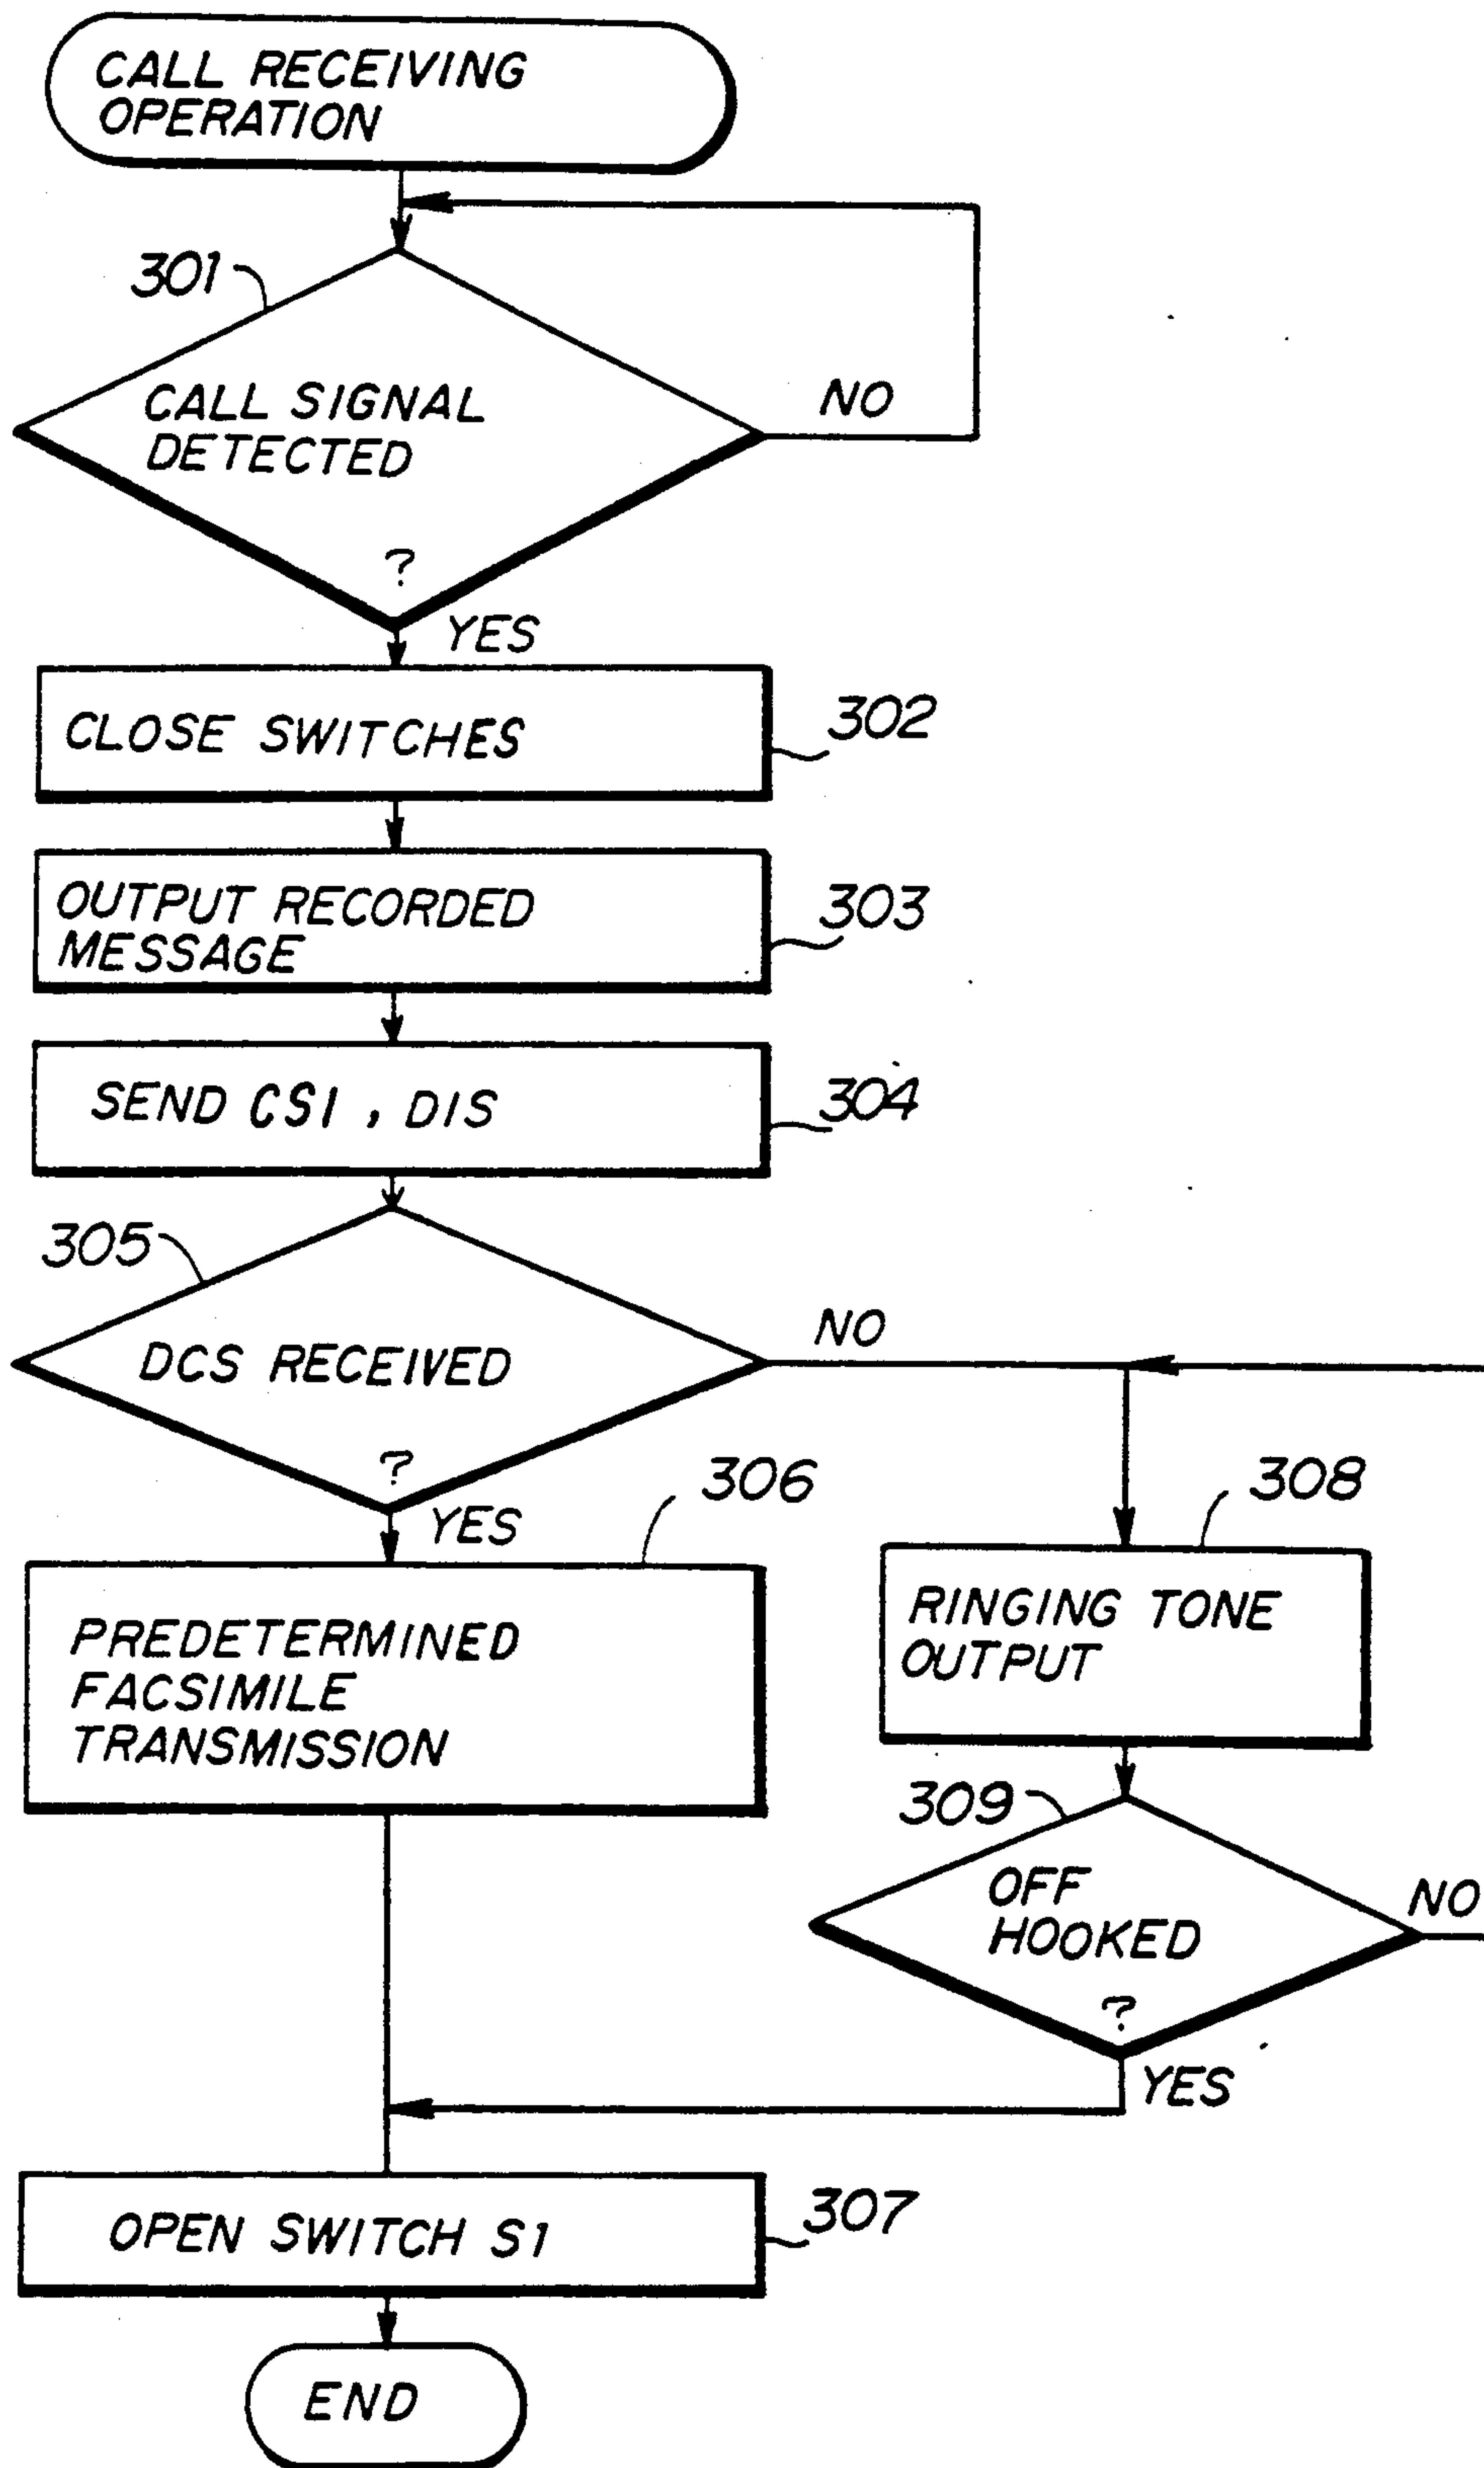 CALL RECEIVING
OPERATION
301
CALL SIGNAL
DETECTED
?
NO
YES
CLOSE SWITCHES
302
OUTPUT RECORDED
MESSAGE
303
SEND CSI, DIS
304
305
DCS RECEIVED
?
NO
YES
306
PREDETERMINED
FACSIMILE
TRANSMISSION
308
RINGING TONE
OUTPUT
309
OFF
HOOKED
?
NO
YES
OPEN SWITCH S1
307
END